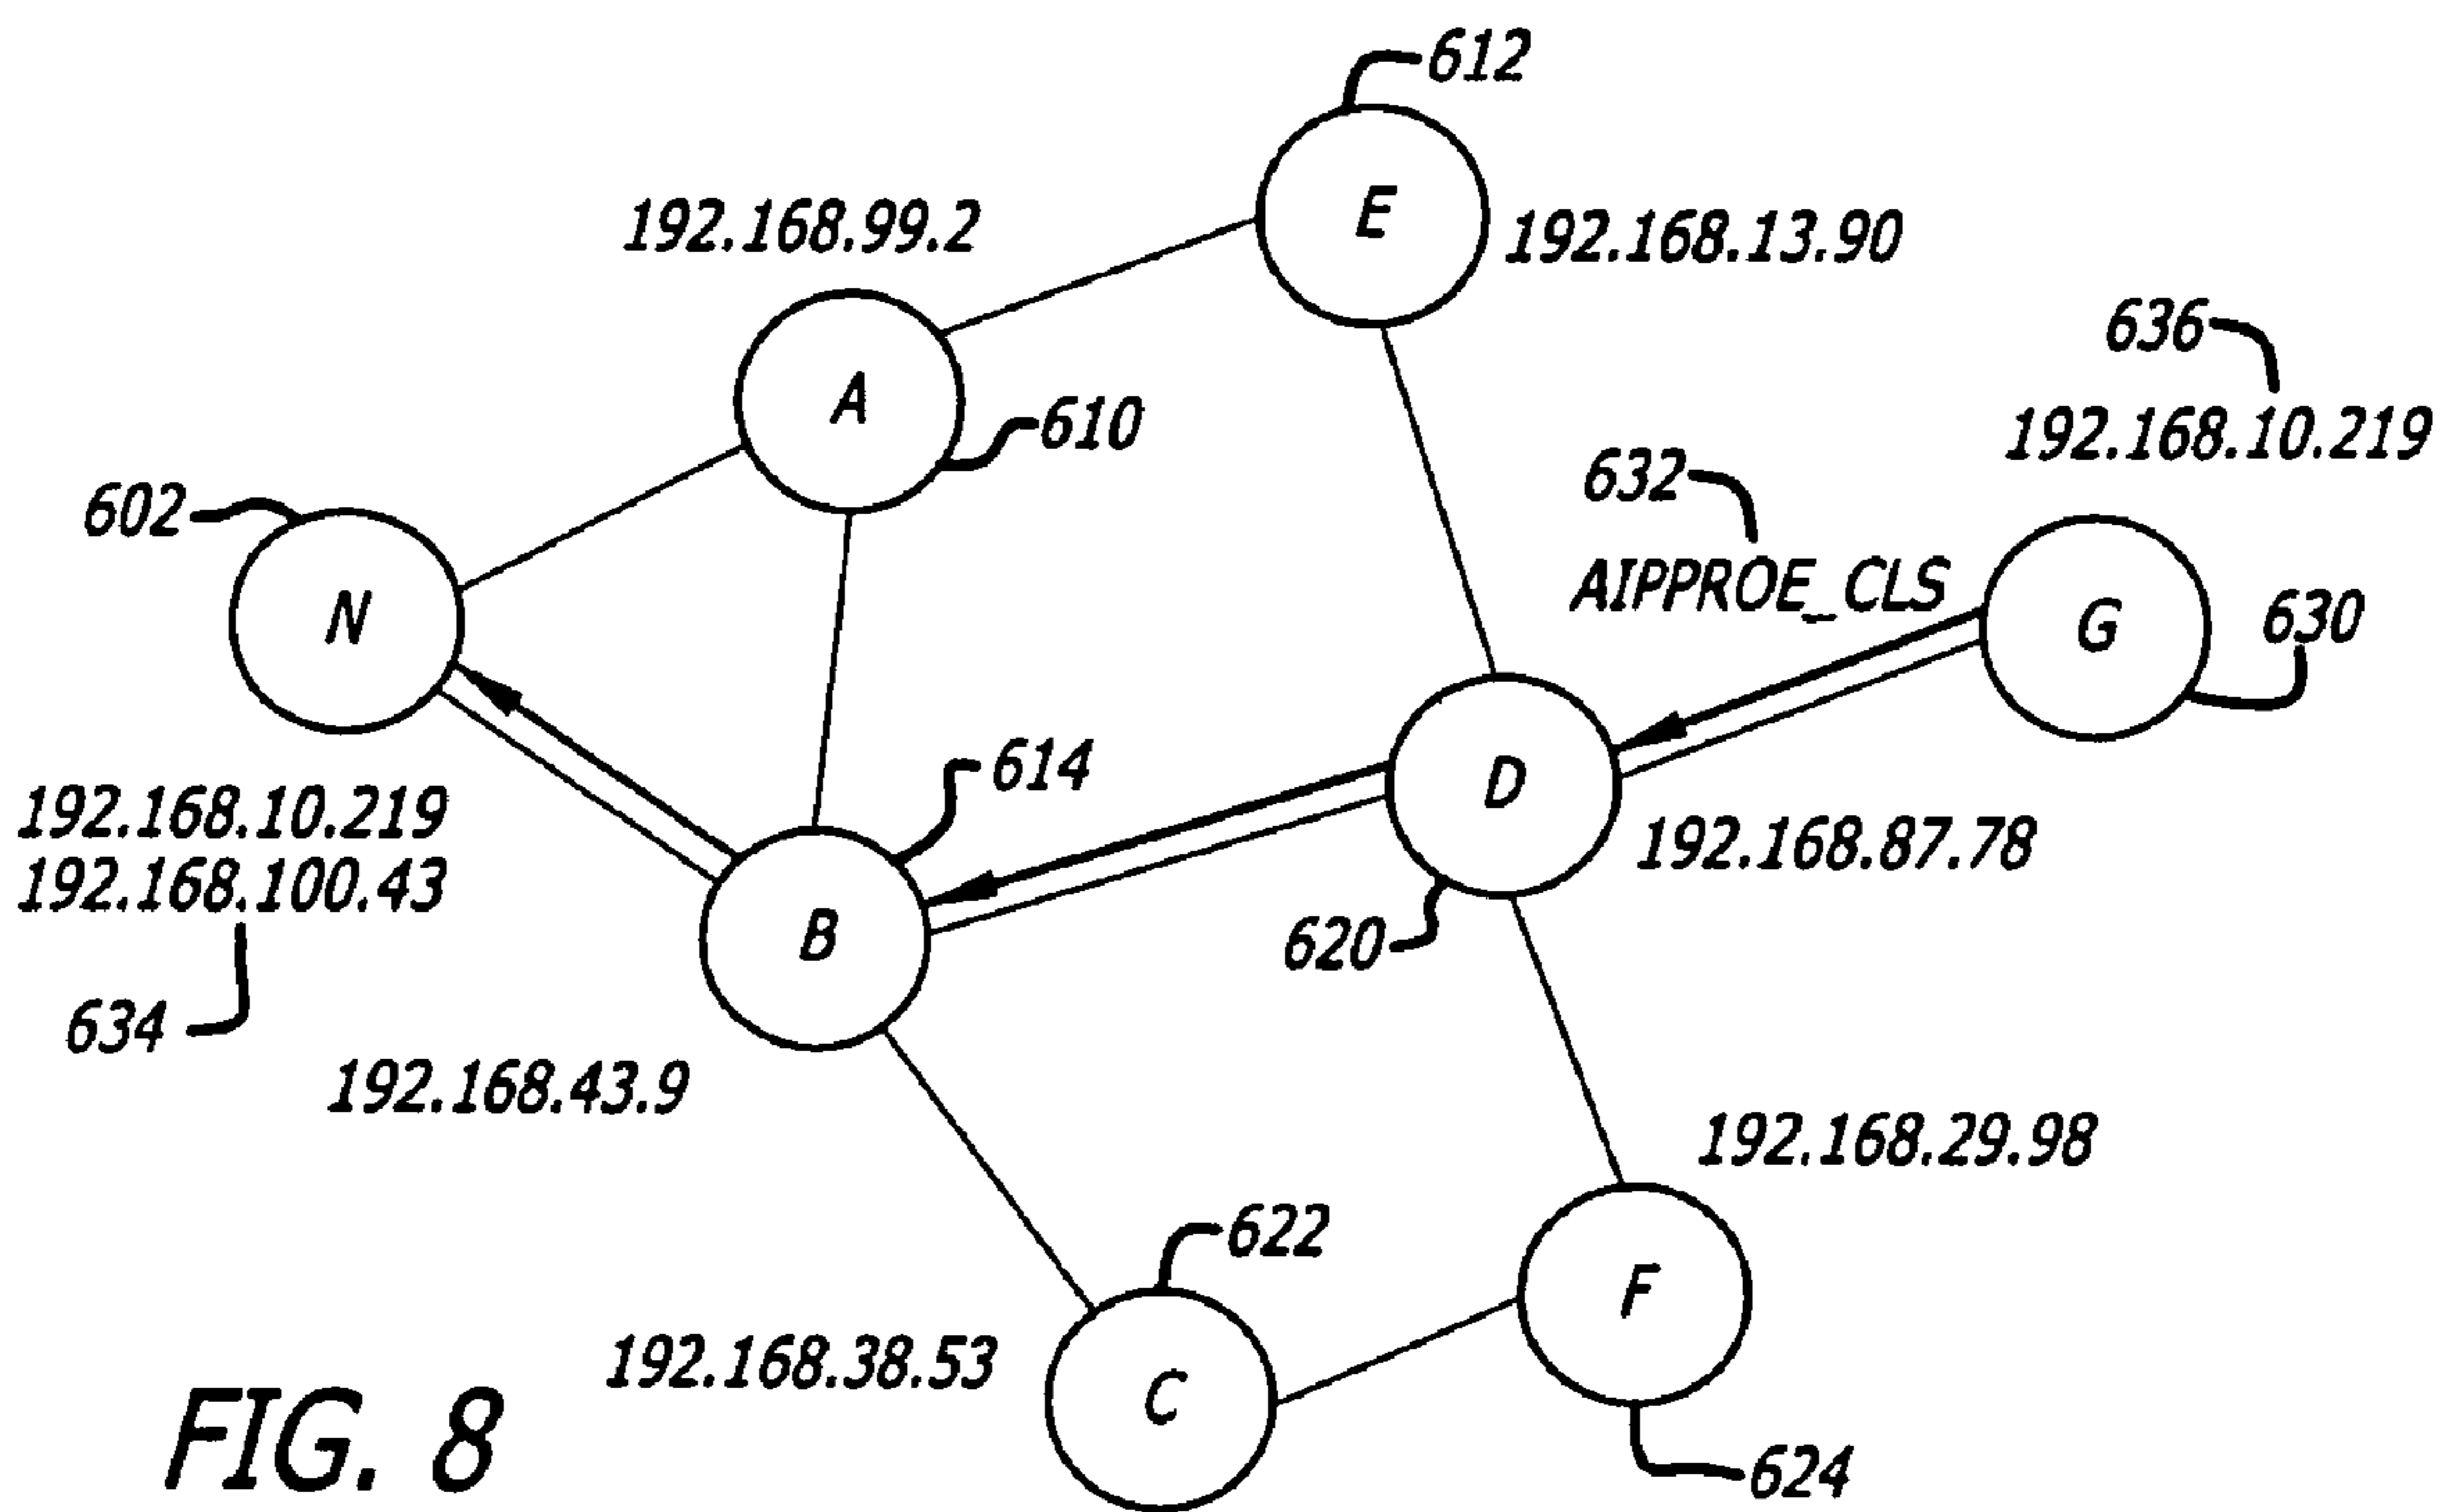 612
E
192.168.99.2
192.168.13.90
636
A
610
192.168.10.219
632
602
AIPPROE_CLS
N
G
630
614
D
192.168.10.219
192.168.87.78
192.168.100.43
B
620
634
192.168.43.9
192.168.29.98
622
F
192.168.38.53
C
FIG. 8
624